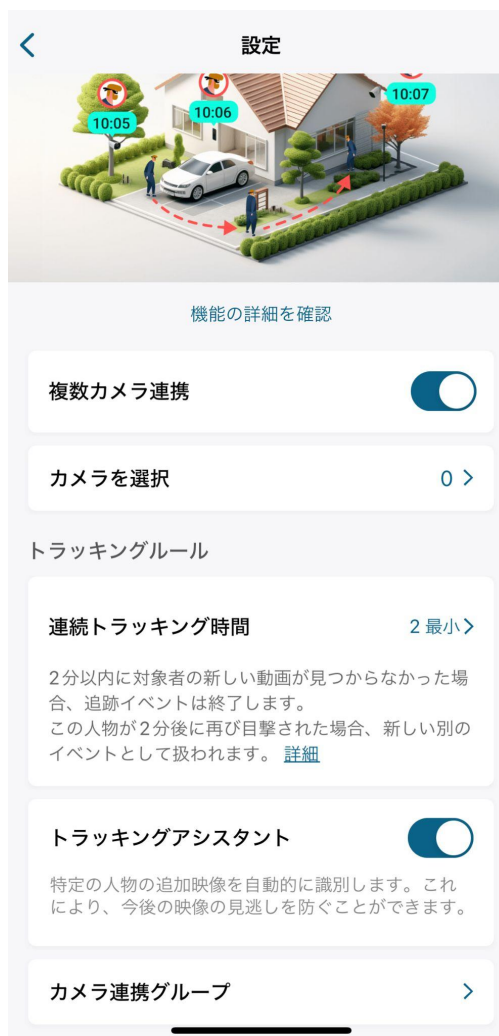 設定
10:05
10:06
10:07
機能の詳細を確認
複数カメラ連携
カメラを選択
0
トラッキングルール
連続トラッキング時間
2 最小
2分以内に対象者の新しい動画が見つからなかった場
合、追跡イベントは終了します。
この人物が2分後に再び目撃された場合、新しい別の
イベントとして扱われます。 詳細
トラッキングアシスタント
特定の人物の追加映像を自動的に識別します。これ
により、今後の映像の見逃しを防ぐことができます。
カメラ連携グループ